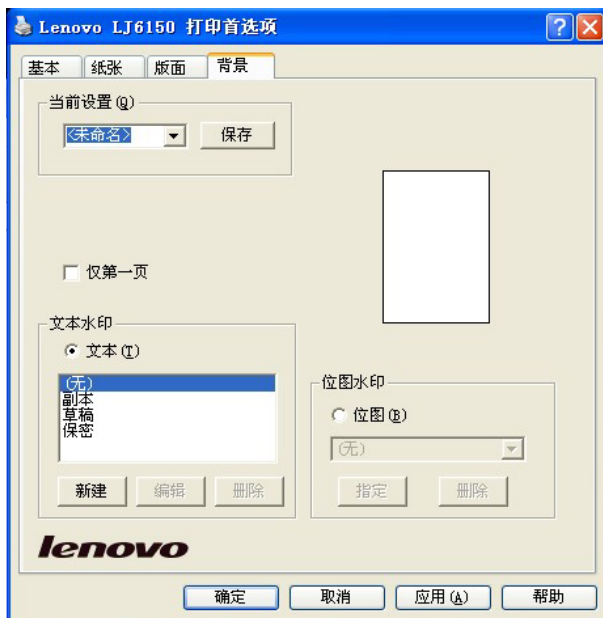 Lenovo LJ6150 打印首选项
基本 纸张 版面 背景
当前设置(Q)
<未命名> 保存
仅第一页
文本水印
文本(T)
(无)
副本
草稿
保密
新建 编辑 删除
位图水印
位图(B)
(无)
指定 删除
lenovo
确定 取消 应用(A) 帮助